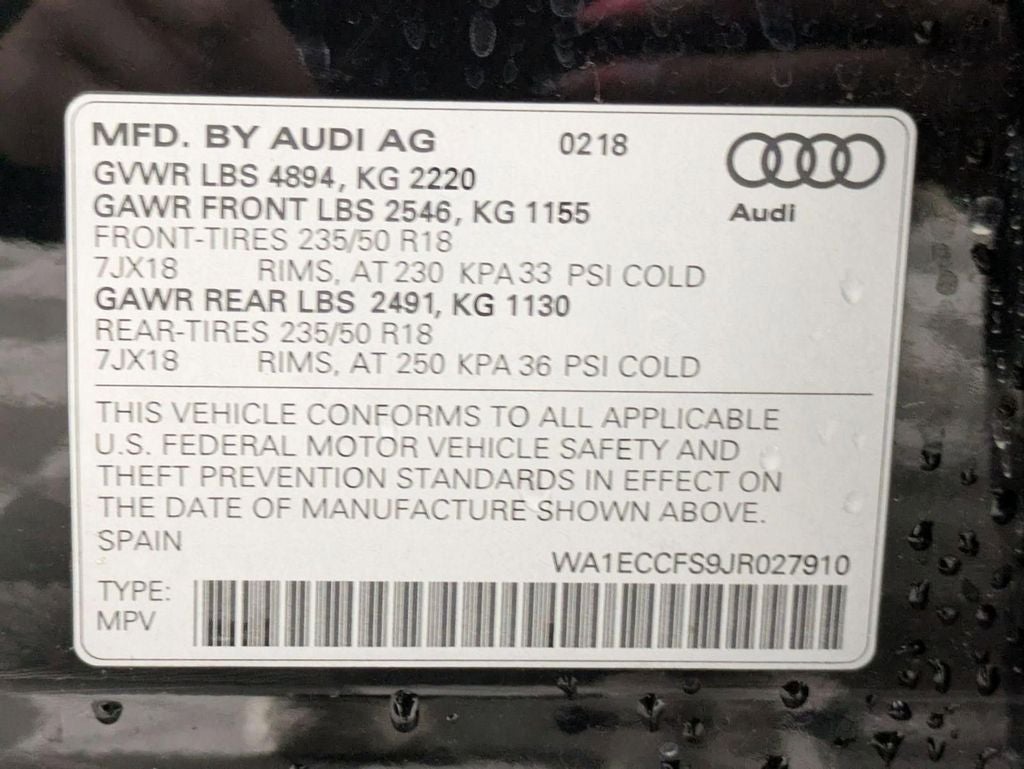 MFD. BY AUDI AG 0218
GVWR LBS 4894, KG 2220
GAWR FRONT LBS 2546, KG 1155
Audi
FRONT-TIRES 235/50 R18
7JX18 RIMS, AT 230 KPA 33 PSI COLD
GAWR REAR LBS 2491, KG 1130
REAR-TIRES 235/50 R18
7JX18 RIMS, AT 250 KPA 36 PSI COLD
THIS VEHICLE CONFORMS TO ALL APPLICABLE
U.S. FEDERAL MOTOR VEHICLE SAFETY AND
THEFT PREVENTION STANDARDS IN EFFECT ON
THE DATE OF MANUFACTURE SHOWN ABOVE.
SPAIN
WA1ECCFS9JR027910
TYPE:
MPV